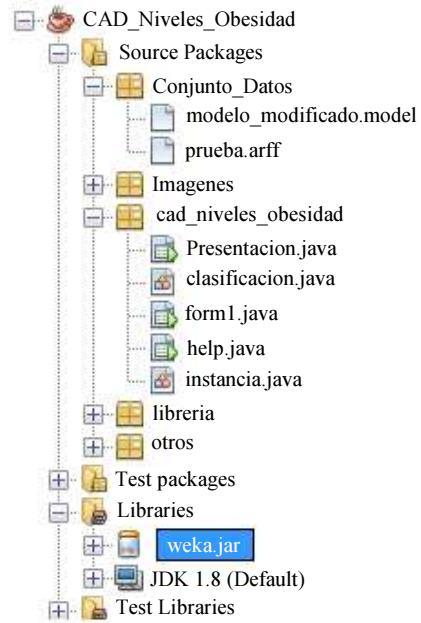 CAD_Niveles_Obesidad
Source Packages
Conjunto_Datos
modelo_modificado.model
prueba.arff
Imagenes
cad_niveles_obesidad
Presentacion.java
clasificacion.java
form1.java
help.java
instancia.java
libreria
otros
Test packages
Libraries
weka.jar
JDK 1.8 (Default)
Test Libraries